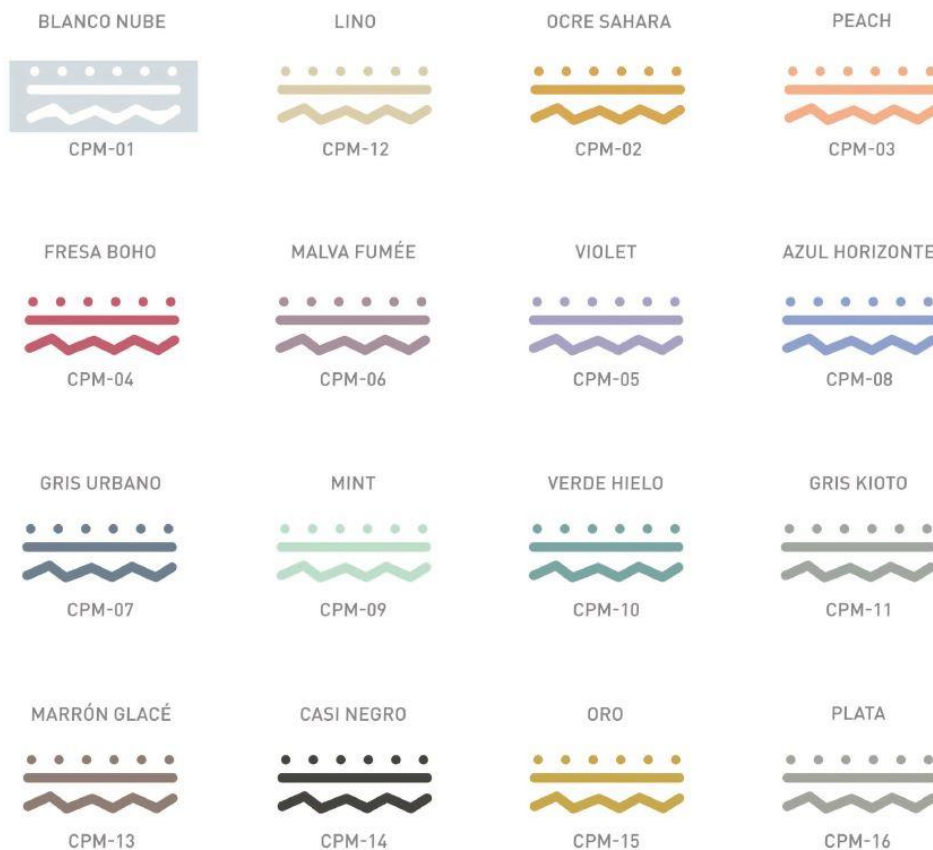 BLANCO NUBE
LINO
OCRE SAHARA
PEACH
CPM-01
CPM-12
CPM-02
CPM-03
FRESA BOHO
MALVA FUMÉE
VIOLET
AZUL HORIZONTE
CPM-04
CPM-06
CPM-05
CPM-08
GRIS URBANO
MINT
VERDE HIELO
GRIS KIOTO
CPM-07
CPM-09
CPM-10
CPM-11
MARRÓN GLACÉ
CASI NEGRO
ORO
PLATA
CPM-13
CPM-14
CPM-15
CPM-16